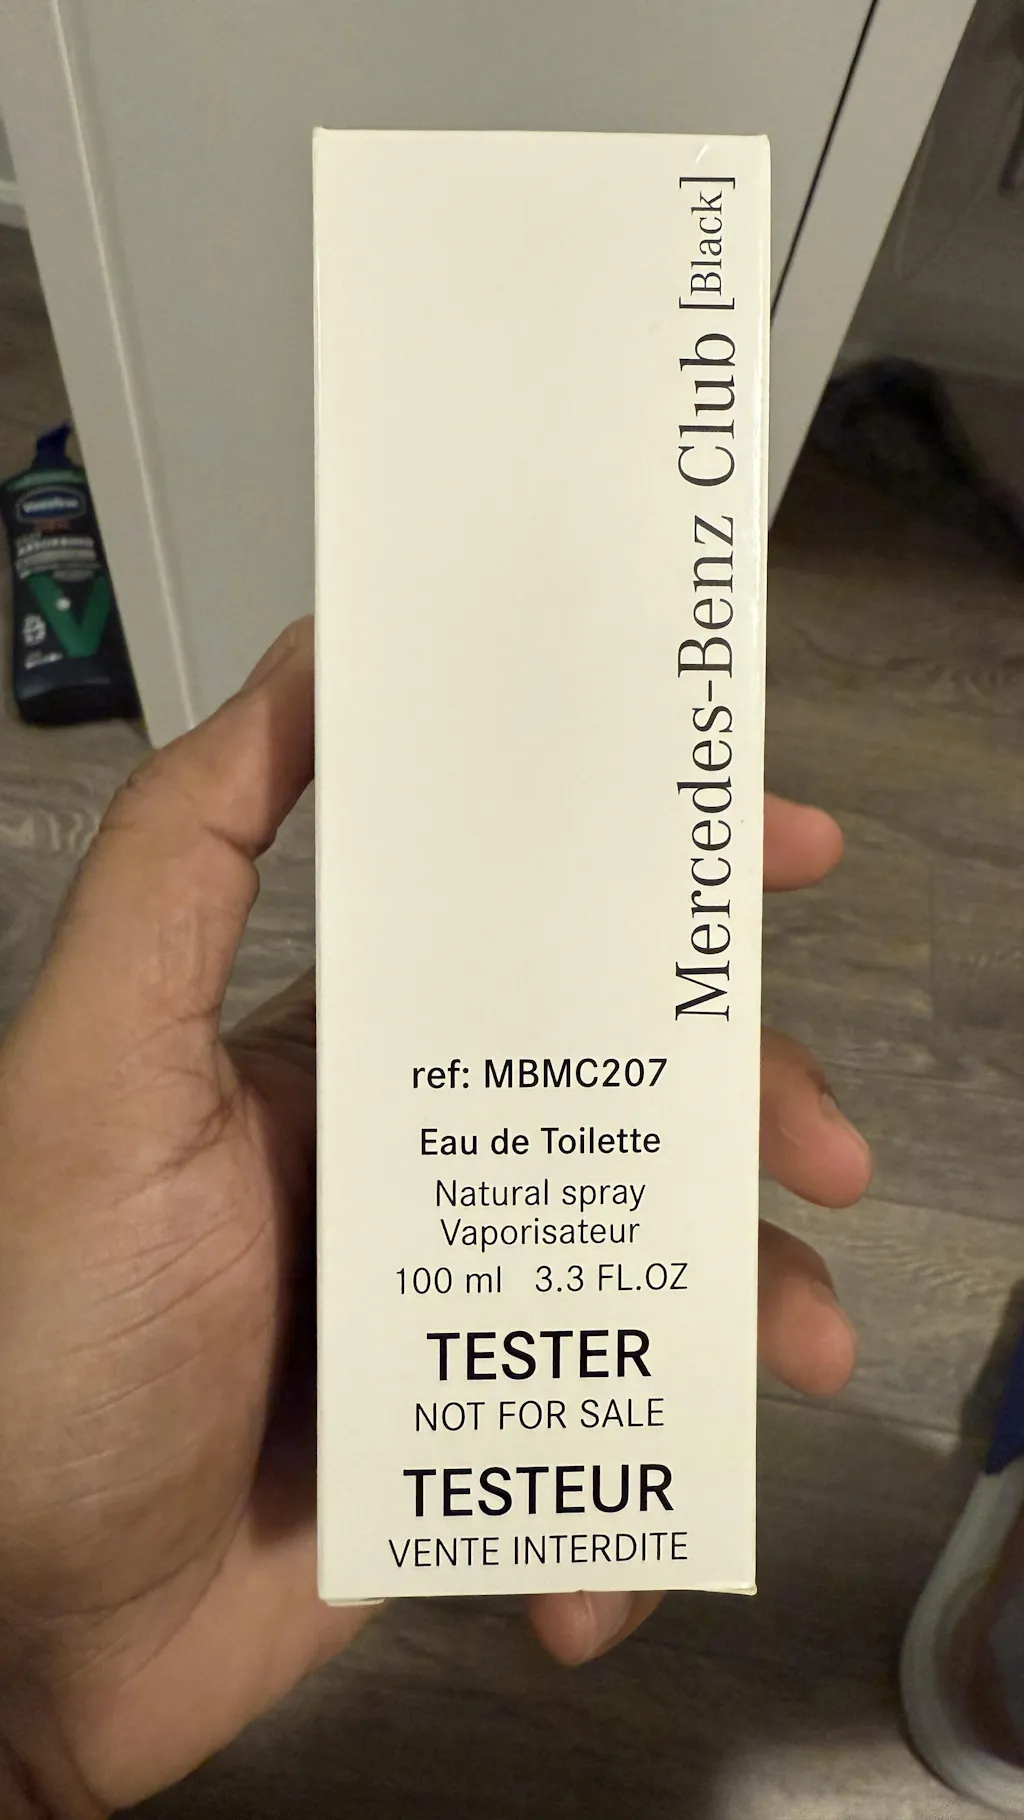 Mercedes-Benz Club [Black]
ref: MBMC207
Eau de Toilette
Natural spray
Vaporisateur
100 ml 3.3 FL.OZ
TESTER
NOT FOR SALE
TESTEUR
VENTE INTERDITE
Vaseline